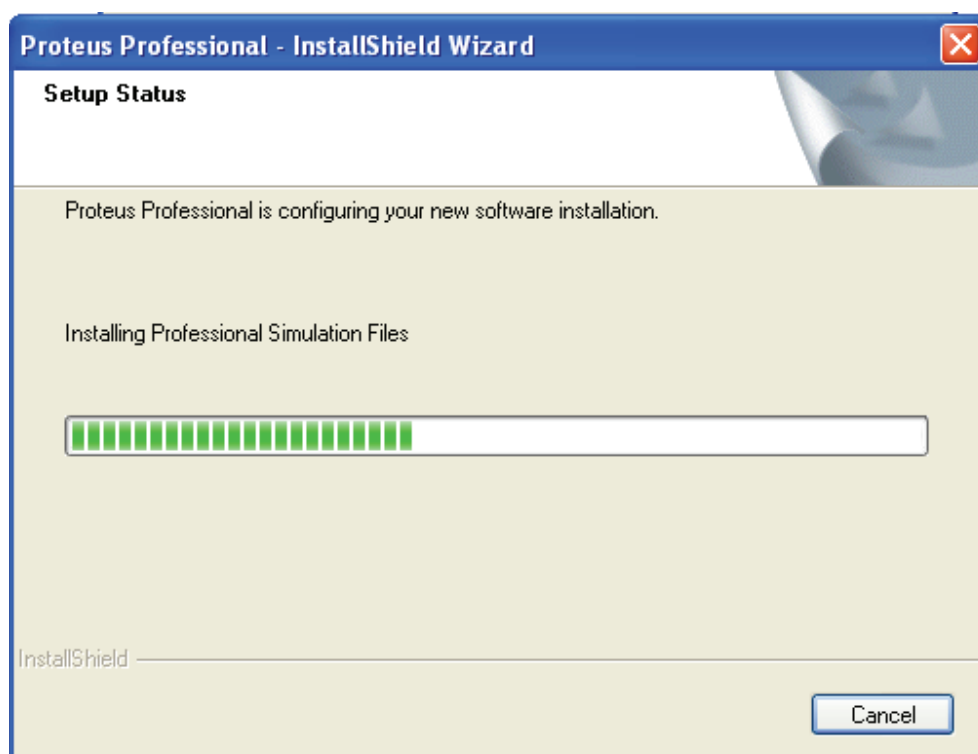 Proteus Professional - InstallShield Wizard
Setup Status
Proteus Professional is configuring your new software installation.
Installing Professional Simulation Files
InstallShield
Cancel